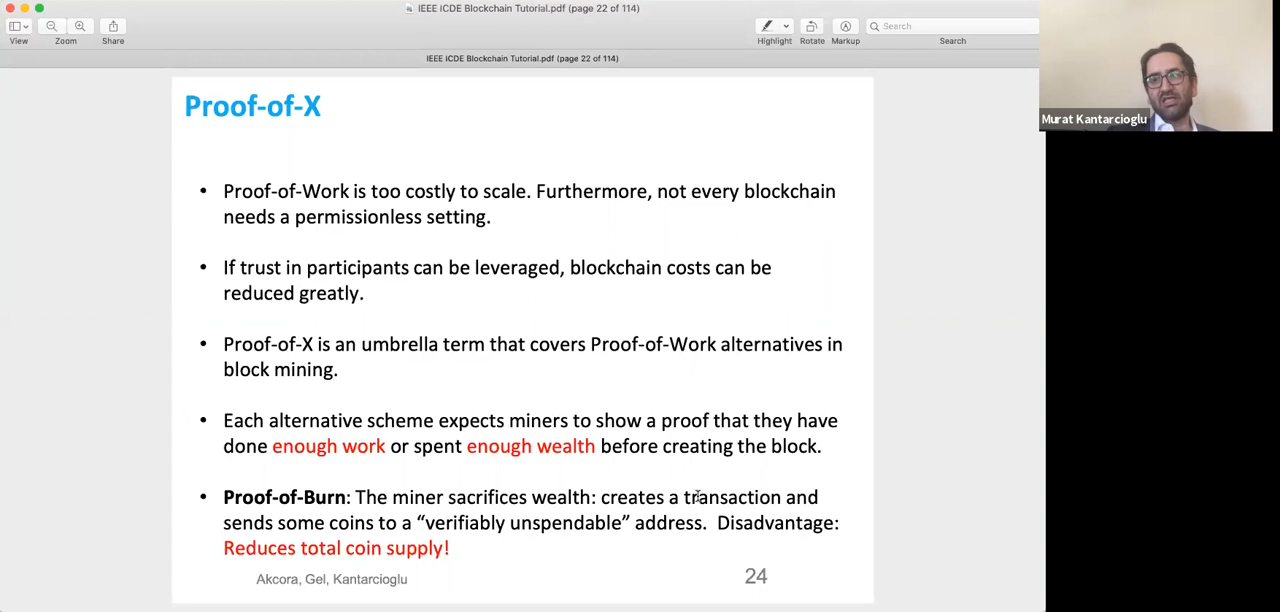 IEEE ICDE Blockchain Tutorial.pdf (page 22 of 114)
View
Zoom
Share
Highlight
Rotate
Markup
Search
Search
IEEE ICDE Blockchain Tutorial.pdf (page 22 of 114)
Murat Kantarcioglu
Proof-of-X
• Proof-of-Work is too costly to scale. Furthermore, not every blockchain
needs a permissionless setting.
• If trust in participants can be leveraged, blockchain costs can be
reduced greatly.
• Proof-of-X is an umbrella term that covers Proof-of-Work alternatives in
block mining.
• Each alternative scheme expects miners to show a proof that they have
done enough work or spent enough wealth before creating the block.
• Proof-of-Burn: The miner sacrifices wealth: creates a transaction and
sends some coins to a “verifiably unspendable” address. Disadvantage:
Reduces total coin supply!
Akcora, Gel, Kantarcioglu
24